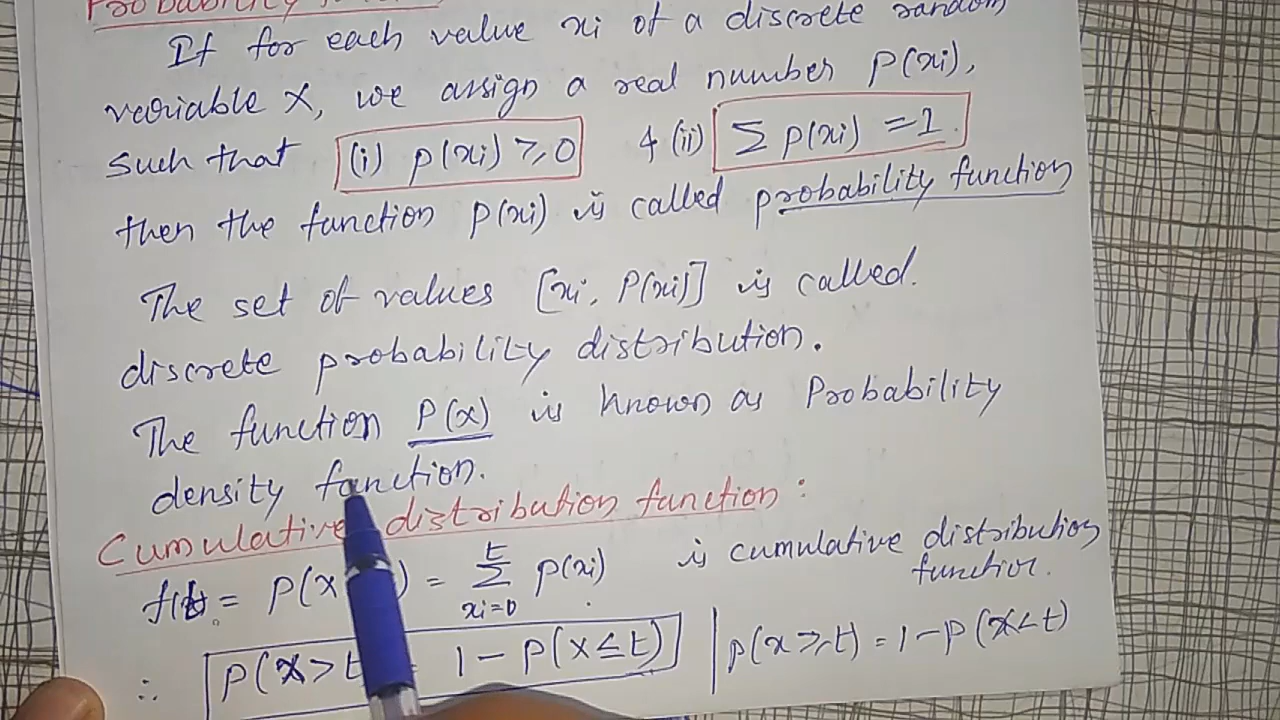 Probability
If for each value xi of a discrete random
variable X, we assign a real number P(xi),
such that (i) p(xi) ≥ 0 & (ii) Σ p(xi) = 1.
then the function P(xi) is called probability function
The set of values [xi, P(xi)] is called.
discrete probability distribution.
The function P(x) is known as Probability
density function.
Cumulative distribution function:
= P(x ) = Σ p(xi) is cumulative distribution
t
xi=0
function.
∴ P(x>t = 1 - P(x≤t) | p(x≥t) = 1 - p(x<t)